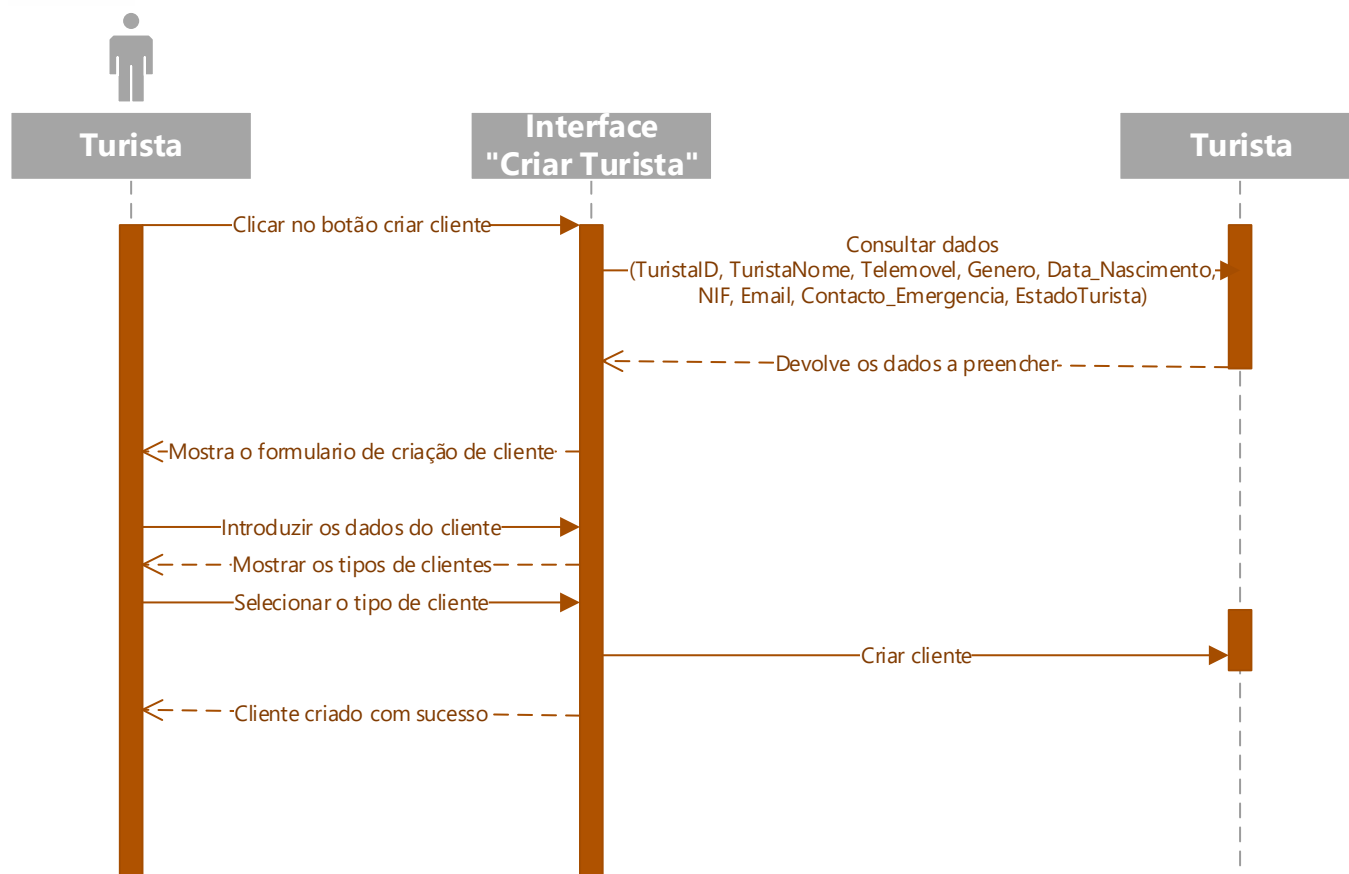 Turista
Interface
"Criar Turista"
Turista
Clicar no botão criar cliente
Consultar dados
(TuristaID, TuristaNome, Telemovel, Genero, Data_Nascimento,
NIF, Email, Contacto_Emergencia, EstadoTurista)
Devolve os dados a preencher
Mostra o formulario de criação de cliente
Introduzir os dados do cliente
Mostrar os tipos de clientes
Selecionar o tipo de cliente
Criar cliente
Cliente criado com sucesso